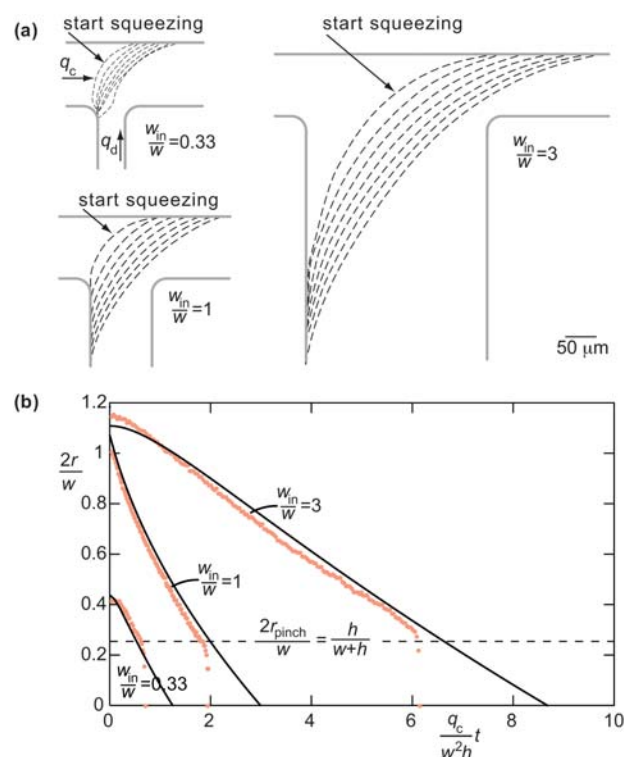 (a)
start squeezing
q_c
q_d
w_in/w =0.33
start squeezing
w_in/w =1
start squeezing
w_in/w =3
50 μm
(b)
2r/w
1.2
1
0.8
0.6
0.4
0.2
0
w_in/w =3
w_in/w =1
w_in/w 0.33
2r_pinch/w = h/(w+h)
0 2 4 6 8 10
q_c/(w²h) t